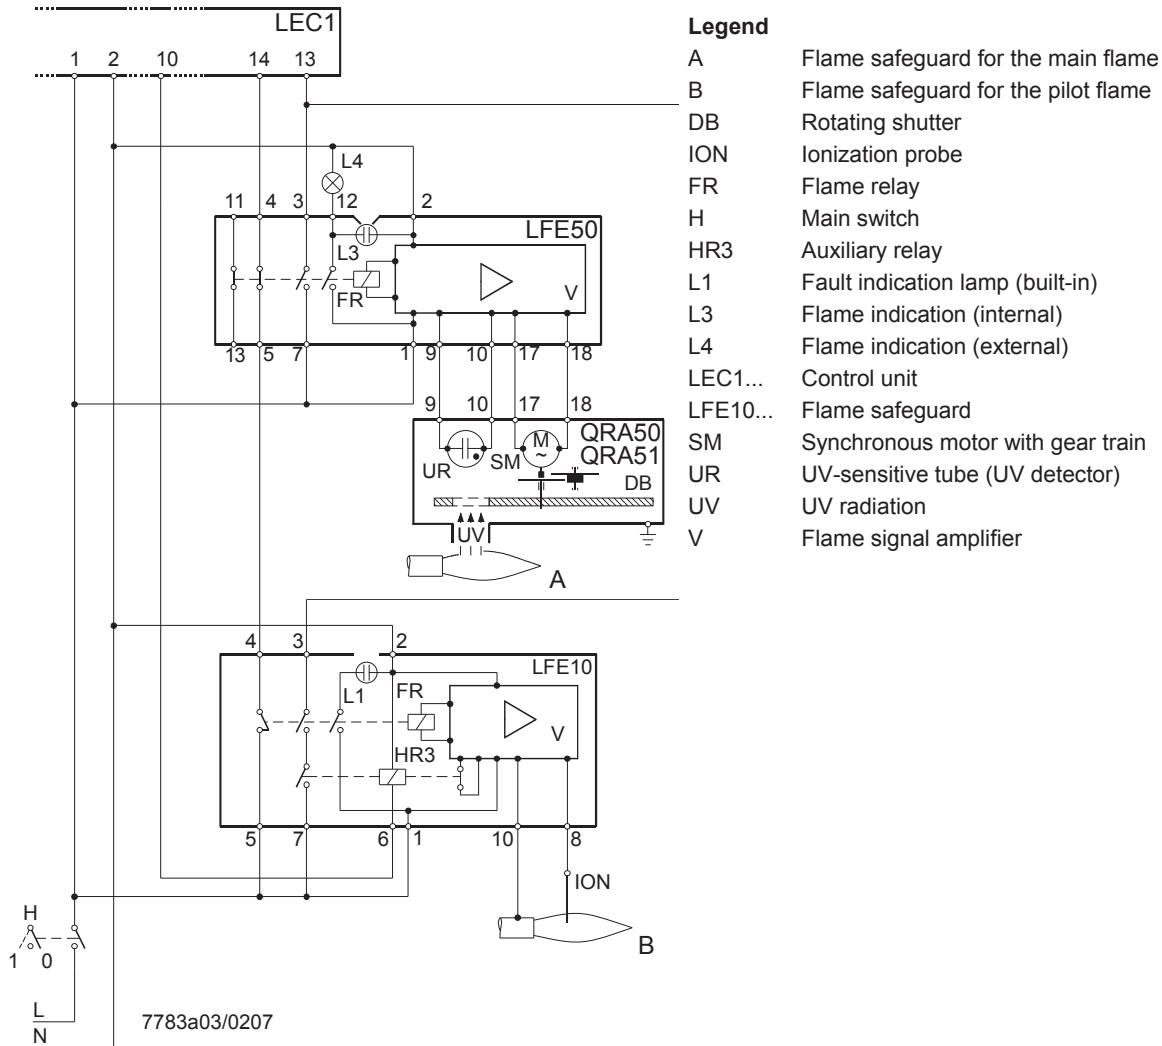 LEC1
1 2 10 14 13
L4
11 4 3 12 2
LFE50
L3
FR
V
13 5 7 1 9 10 17 18
9 10 17 18
QRA50
QRA51
M
~
UR
SM
DB
UV
A
4 3 2
LFE10
L1
FR
V
HR3
5 7 6 1 10 8
ION
B
H
1 0
L
N
7783a03/0207
Legend
A Flame safeguard for the main flame
B Flame safeguard for the pilot flame
DB Rotating shutter
ION Ionization probe
FR Flame relay
H Main switch
HR3 Auxiliary relay
L1 Fault indication lamp (built-in)
L3 Flame indication (internal)
L4 Flame indication (external)
LEC1... Control unit
LFE10... Flame safeguard
SM Synchronous motor with gear train
UR UV-sensitive tube (UV detector)
UV UV radiation
V Flame signal amplifier